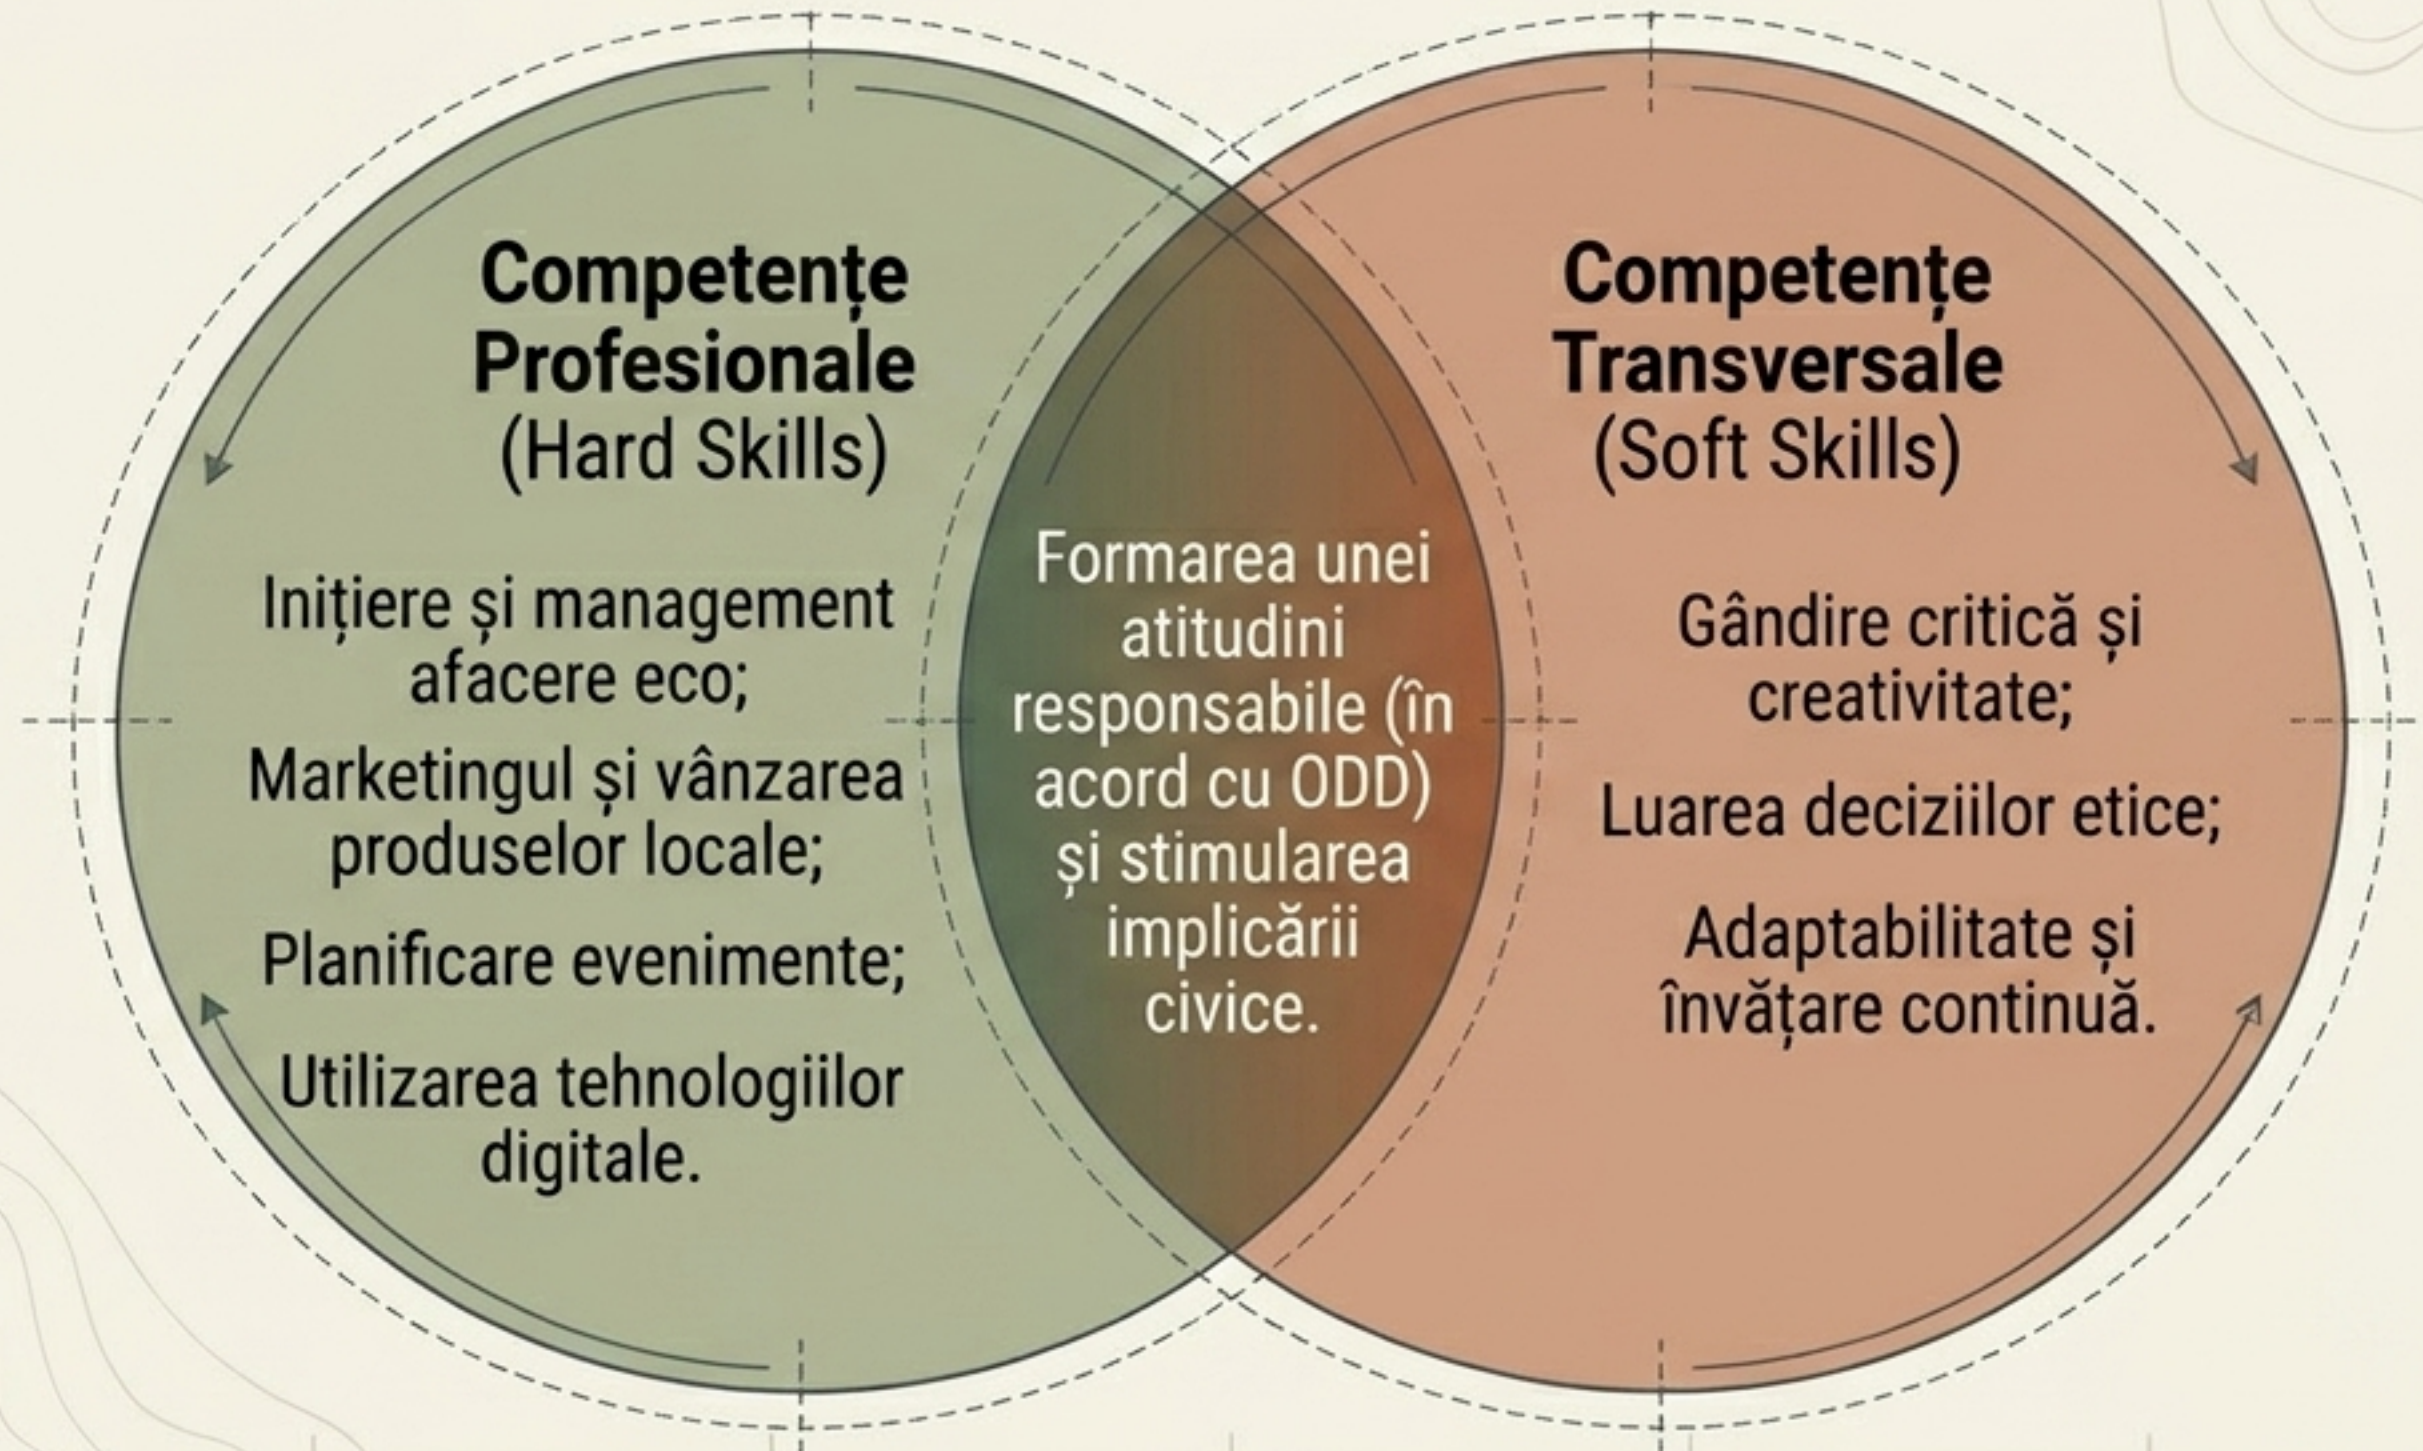 Competențe
Profesionale
(Hard Skills)
Inițiere și management
afacere eco;
Marketingul și vânzarea
produselor locale;
Planificare evenimente;
Utilizarea tehnologiilor
digitale.
Formarea unei
atitudini
responsabile (în
acord cu ODD)
și stimularea
implicării
civice.
Competențe
Transversale
(Soft Skills)
Gândire critică și
creativitate;
Luarea deciziilor etice;
Adaptabilitate și
învățare continuă.